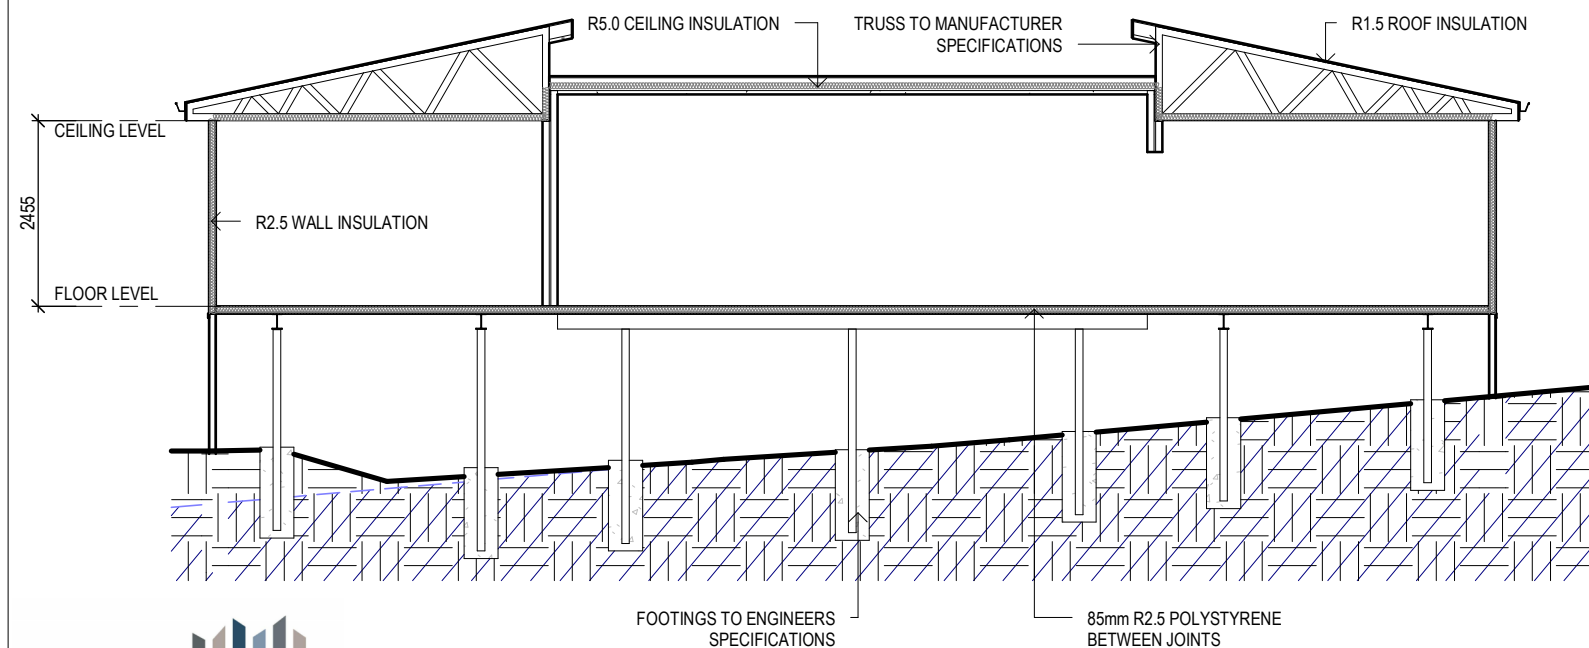 R5.0 CEILING INSULATION
TRUSS TO MANUFACTURER
SPECIFICATIONS
R1.5 ROOF INSULATION
CEILING LEVEL
2455
R2.5 WALL INSULATION
FLOOR LEVEL
FOOTINGS TO ENGINEERS
SPECIFICATIONS
85mm R2.5 POLYSTYRENE
BETWEEN JOINTS